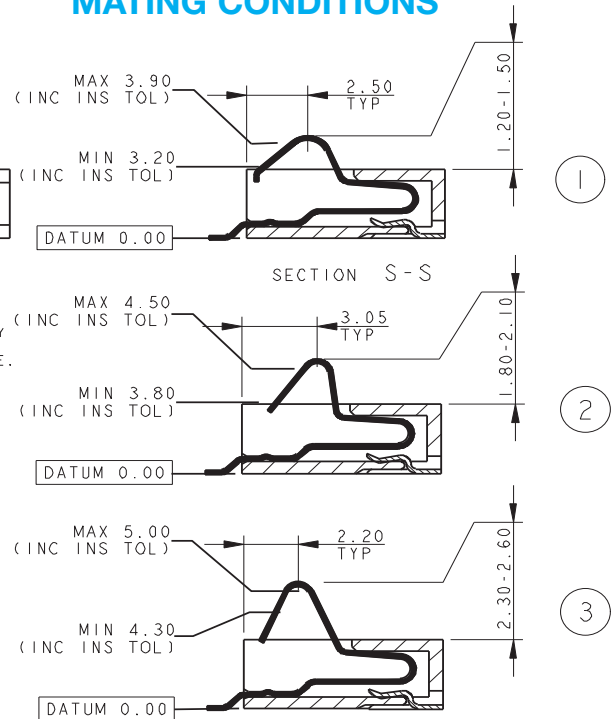 MATING CONDITIONS
MAX 3.90
(INC INS TOL)
2.50
TYP
1.20-1.50
MIN 3.20
(INC INS TOL)
1
DATUM 0.00
SECTION S-S
MAX 4.50
(INC INS TOL)
Y
E.
3.05
TYP
1.80-2.10
MIN 3.80
(INC INS TOL)
2
DATUM 0.00
MAX 5.00
(INC INS TOL)
2.20
TYP
2.30-2.60
MIN 4.30
(INC INS TOL)
3
DATUM 0.00